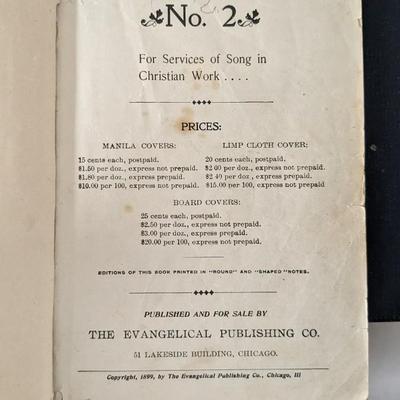 No. 2
For Services of Song in
Christian Work ....
PRICES:
MANILA COVERS:
15 cents each, postpaid.
$1.50 per doz., express not prepaid.
$1.80 per doz., express prepaid.
$10.00 per 100, express not prepaid.
LIMP CLOTH COVER:
20 cents each, postpaid.
$2 00 per doz., express not prepaid.
$2 40 per doz., express prepaid.
$15.00 per 100, express not prepaid
BOARD COVERS:
25 cents each, postpaid.
$2.50 per doz., express not prepaid.
$3.00 per doz., express prepaid.
$20.00 per 100, express not prepaid.
EDITIONS OF THIS BOOK PRINTED IN "ROUND" AND "SHAPED" NOTES.
PUBLISHED AND FOR SALE BY
THE EVANGELICAL PUBLISHING CO.
51 LAKESIDE BUILDING, CHICAGO.
Copyright, 1899, by The Evangelical Publishing Co., Chicago, Ill